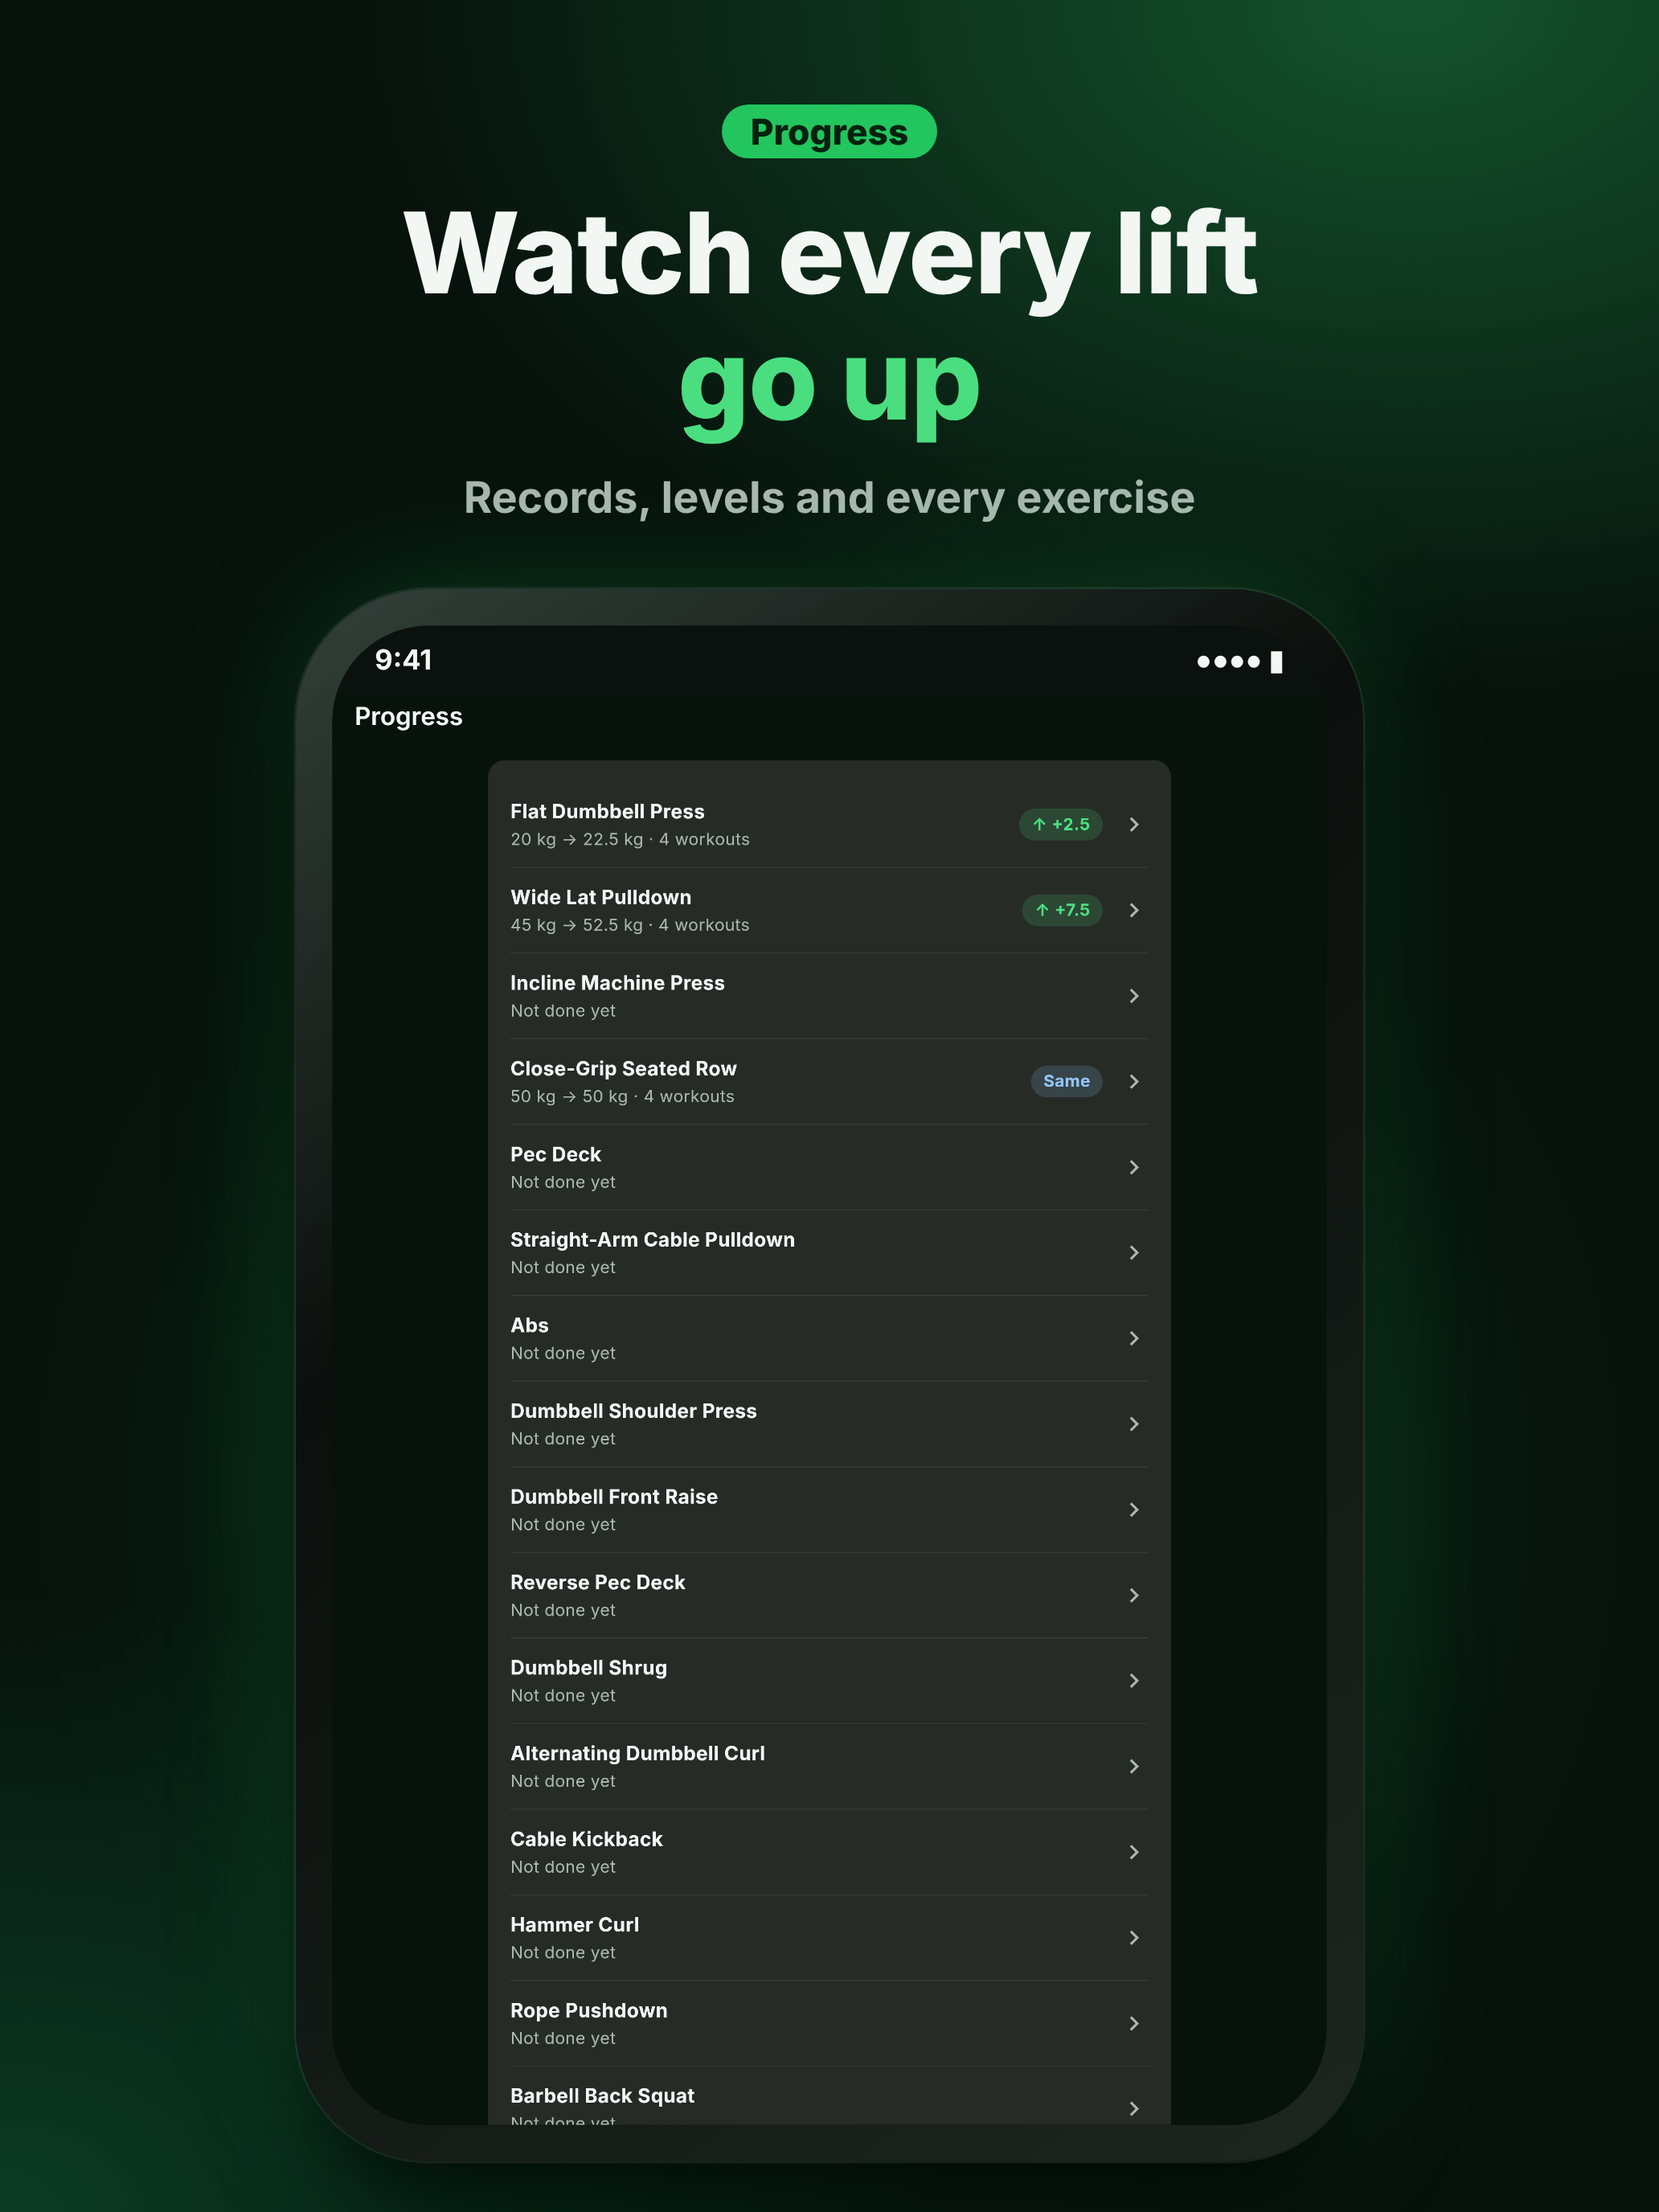 Progress
Watch every lift
go up
Records, levels and every exercise
9:41
Progress
Flat Dumbbell Press
20 kg → 22.5 kg · 4 workouts
↑ +2.5
Wide Lat Pulldown
45 kg → 52.5 kg · 4 workouts
↑ +7.5
Incline Machine Press
Not done yet
Close-Grip Seated Row
50 kg → 50 kg · 4 workouts
Same
Pec Deck
Not done yet
Straight-Arm Cable Pulldown
Not done yet
Abs
Not done yet
Dumbbell Shoulder Press
Not done yet
Dumbbell Front Raise
Not done yet
Reverse Pec Deck
Not done yet
Dumbbell Shrug
Not done yet
Alternating Dumbbell Curl
Not done yet
Cable Kickback
Not done yet
Hammer Curl
Not done yet
Rope Pushdown
Not done yet
Barbell Back Squat
Not done yet